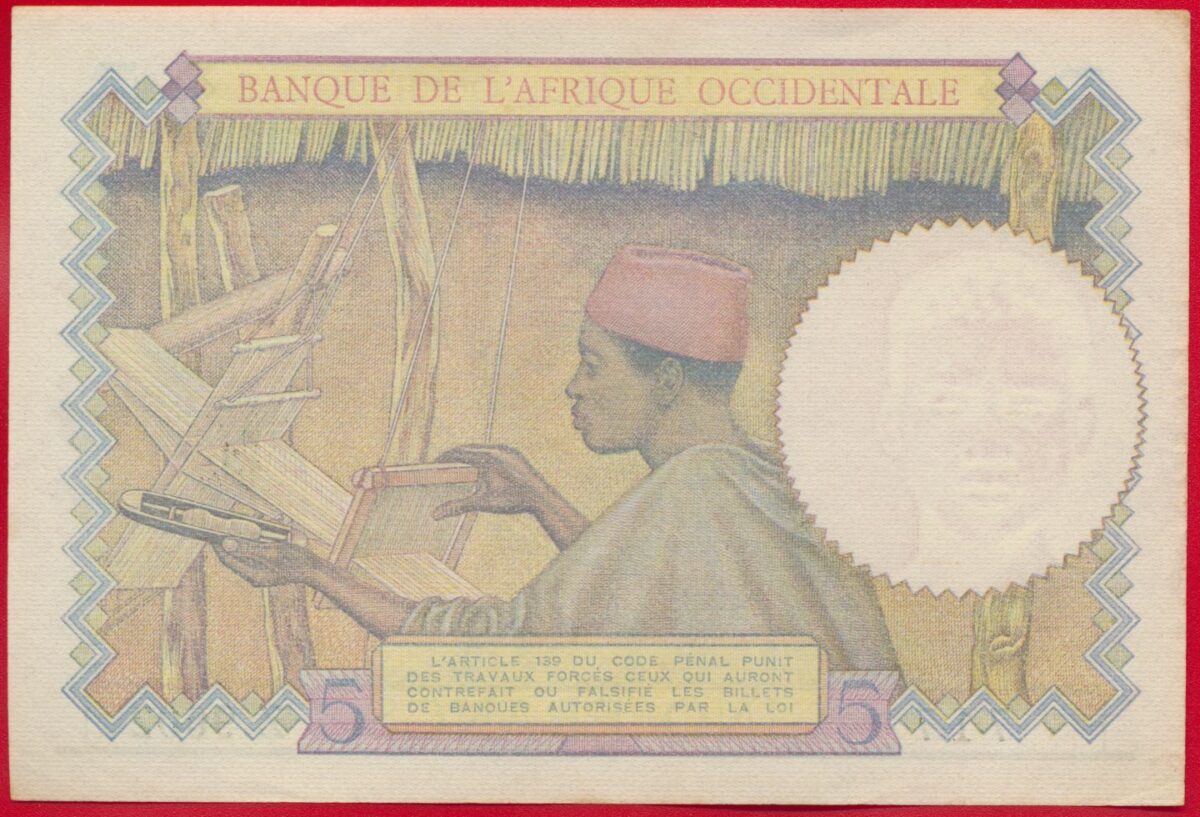 BANQUE DE L'AFRIQUE OCCIDENTALE
L'ARTICLE 139 DU CODE PÉNAL PUNIT
DES TRAVAUX FORCÉS CEUX QUI AURONT
CONTREFAIT OU FALSIFIÉ LES BILLETS
DE BANQUES AUTORISÉES PAR LA LOI
5 5